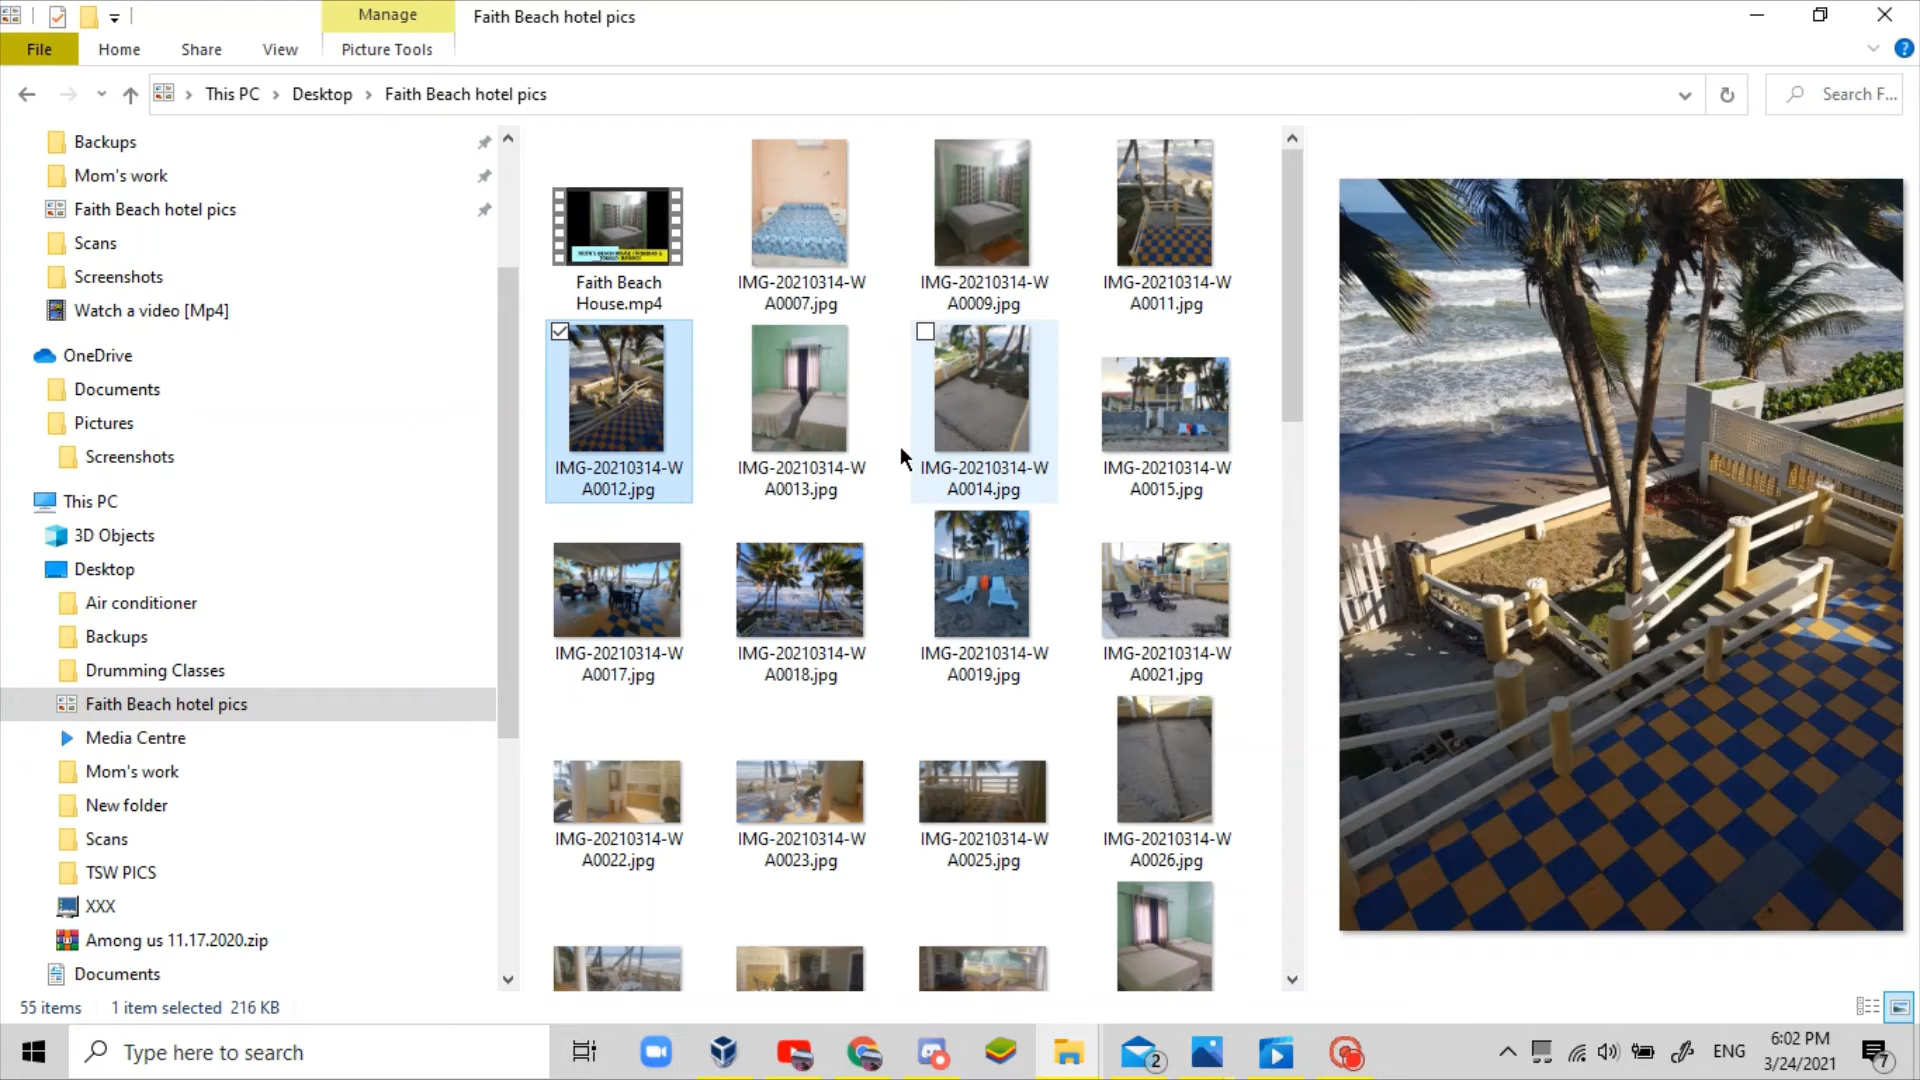 Manage
Faith Beach hotel pics
File
Home
Share
View
Picture Tools
This PC
Desktop
Faith Beach hotel pics
Search F...
Backups
Mom's work
Faith Beach hotel pics
Scans
Screenshots
Watch a video [Mp4]
OneDrive
Documents
Pictures
Screenshots
This PC
3D Objects
Desktop
Air conditioner
Backups
Drumming Classes
Faith Beach hotel pics
Media Centre
Mom's work
New folder
Scans
TSW PICS
XXX
Among us 11.17.2020.zip
Documents
Faith Beach
House.mp4
IMG-20210314-W
A0007.jpg
IMG-20210314-W
A0009.jpg
IMG-20210314-W
A0011.jpg
IMG-20210314-W
A0012.jpg
IMG-20210314-W
A0013.jpg
IMG-20210314-W
A0014.jpg
IMG-20210314-W
A0015.jpg
IMG-20210314-W
A0017.jpg
IMG-20210314-W
A0018.jpg
IMG-20210314-W
A0019.jpg
IMG-20210314-W
A0021.jpg
IMG-20210314-W
A0022.jpg
IMG-20210314-W
A0023.jpg
IMG-20210314-W
A0025.jpg
IMG-20210314-W
A0026.jpg
55 items
1 item selected 216 KB
Type here to search
2
ENG
6:02 PM
3/24/2021
7